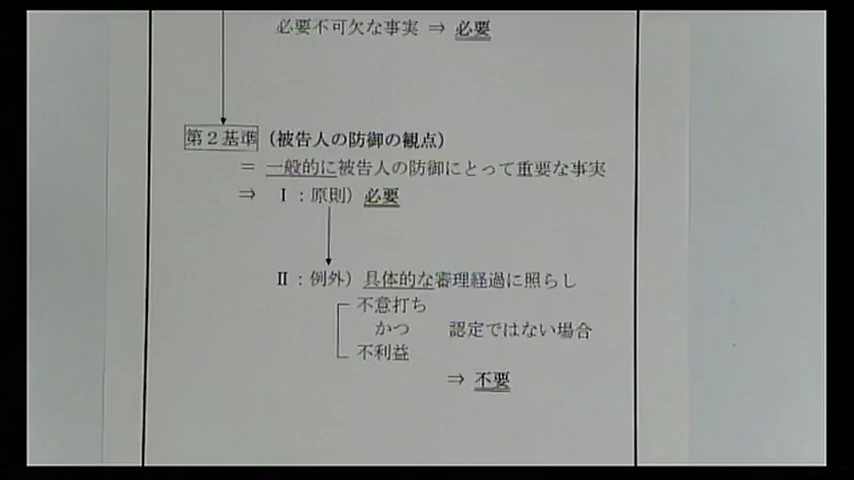 必要不可欠な事実 ⇒ 必要
第２基準（被告人の防御の観点）
＝ 一般的に被告人の防御にとって重要な事実
⇒ Ⅰ：原則）必要
Ⅱ：例外）具体的な審理経過に照らし
不意打ち
かつ 認定ではない場合
不利益
⇒ 不要